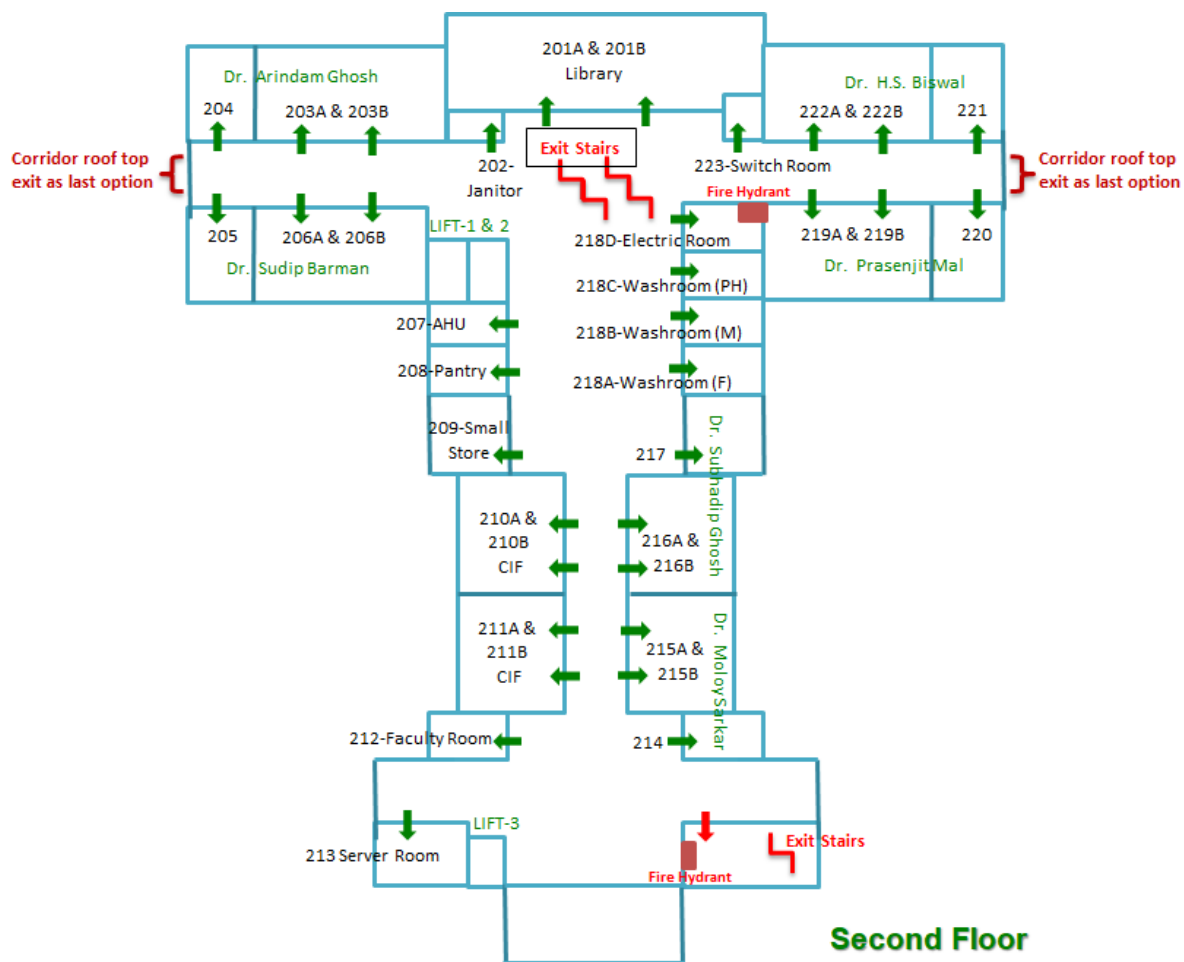 201A & 201B
Library
Dr. Arindam Ghosh
204
203A & 203B
Dr. H.S. Biswal
222A & 222B
221
Exit Stairs
202-
Janitor
223-Switch Room
Corridor roof top
exit as last option
Corridor roof top
exit as last option
Fire Hydrant
205
206A & 206B
Dr. Sudip Barman
LIFT-1 & 2
218D-Electric Room
219A & 219B
220
Dr. Prasenjit Mal
218C-Washroom (PH)
207-AHU
218B-Washroom (M)
208-Pantry
218A-Washroom (F)
209-Small
Store
217
Dr. Subhadip Ghosh
210A &
210B
CIF
216A &
216B
211A &
211B
CIF
215A &
215B
Dr. Moloy Sarkar
212-Faculty Room
214
LIFT-3
213 Server Room
Exit Stairs
Fire Hydrant
Second Floor